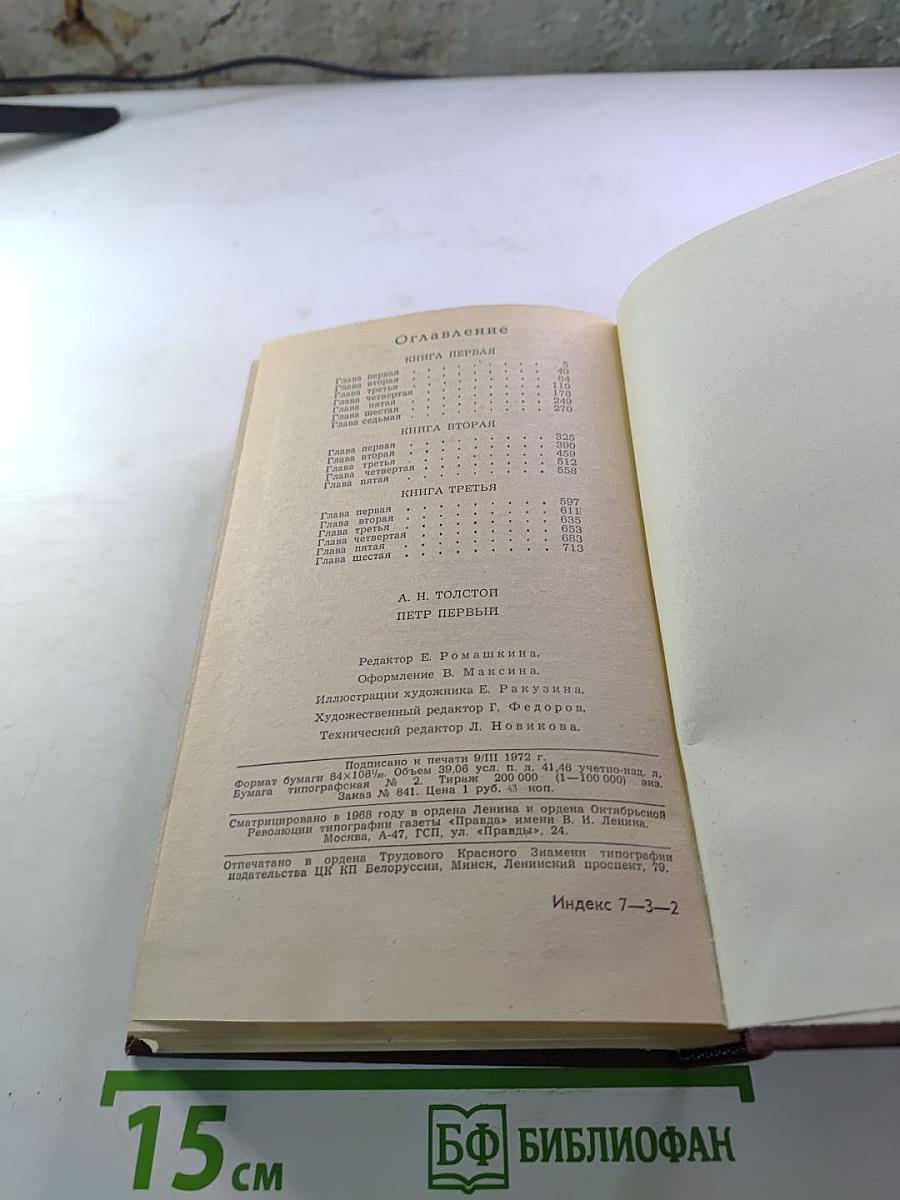 Оглавление
КНИГА ПЕРВАЯ
Глава первая . . . . . . . . 5
Глава вторая . . . . . . . . 49
Глава третья . . . . . . . . 84
Глава четвертая . . . . . . . . 110
Глава пятая . . . . . . . . 178
Глава шестая . . . . . . . . 249
Глава седьмая . . . . . . . . 270
КНИГА ВТОРАЯ
Глава первая . . . . . . . . 325
Глава вторая . . . . . . . . 390
Глава третья . . . . . . . . 459
Глава четвертая . . . . . . . . 512
Глава пятая . . . . . . . . 558
КНИГА ТРЕТЬЯ
Глава первая . . . . . . . . 597
Глава вторая . . . . . . . . 611
Глава третья . . . . . . . . 635
Глава четвертая . . . . . . . . 653
Глава пятая . . . . . . . . 683
Глава шестая . . . . . . . . 713
А. Н. ТОЛСТОЙ
ПЕТР ПЕРВЫЙ
Редактор Е. Ромашкина.
Оформление В. Максина.
Иллюстрации художника Е. Ракузина.
Художественный редактор Г. Федоров,
Технический редактор Л. Новикова.
Подписано к печати 9/III 1972 г.
Формат бумаги 84×108 1/32. Объем 39,06 усл. п. л. 41,46 учетно-изд. л.
Бумага типографская № 2. Тираж 200 000 (1—100 000) экз.
Заказ № 841. Цена 1 руб. 43 коп.
Сматрицировано в 1968 году в ордена Ленина и ордена Октябрьской
Революции типографии газеты «Правда» имени В. И. Ленина,
Москва, А-47, ГСП, ул. «Правды», 24.
Отпечатано в ордена Трудового Красного Знамени типографии
издательства ЦК КП Белоруссии, Минск, Ленинский проспект, 79.
Индекс 7—3—2
15 см
БФ БИБЛИОФАН